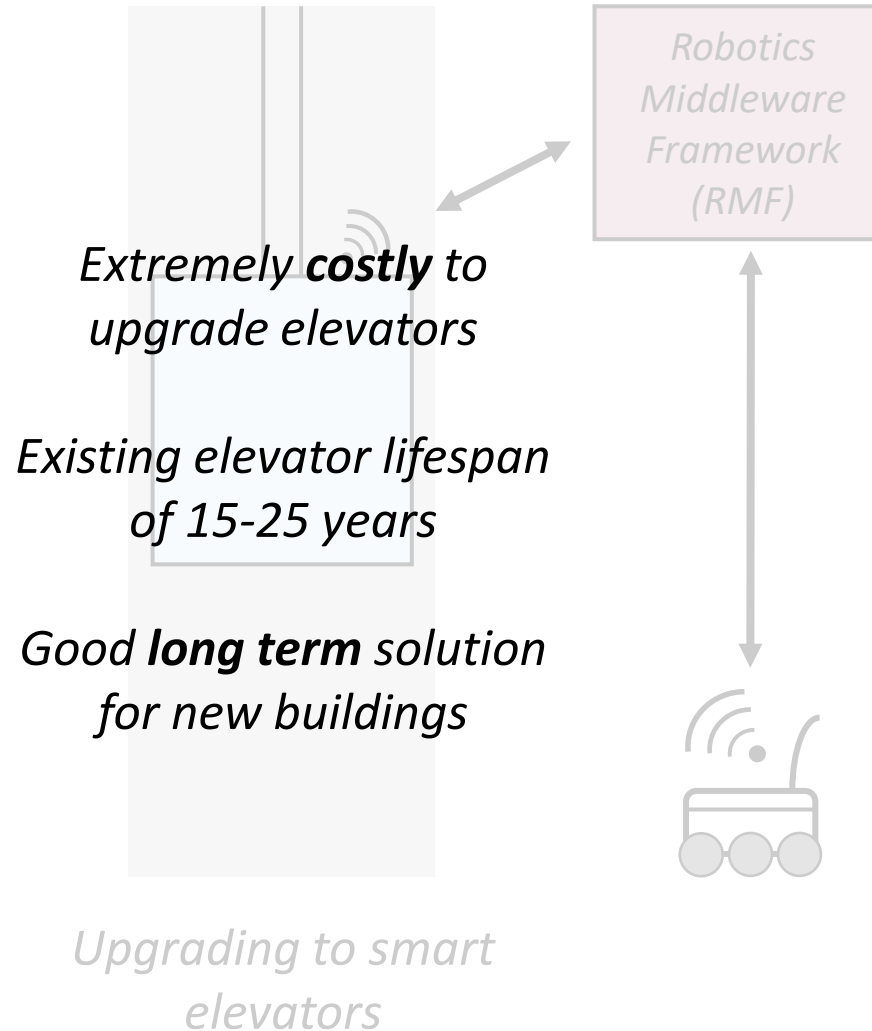 Robotics
Middleware
Framework
(RMF)
Extremely costly to
upgrade elevators
Existing elevator lifespan
of 15-25 years
Good long term solution
for new buildings
Upgrading to smart
elevators